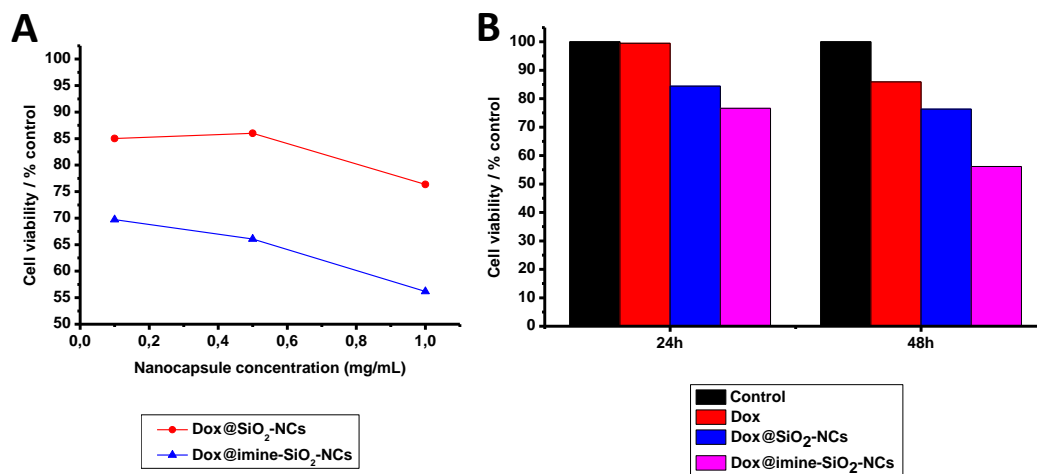 A
Cell viability / % control
100
95
90
85
80
75
70
65
60
55
50
0,0
0,2
0,4
0,6
0,8
1,0
Nanocapsule concentration (mg/mL)
Dox@SiO₂-NCs
Dox@imine-SiO₂-NCs
B
Cell viability / % control
100
90
80
70
60
50
40
30
20
10
0
24h
48h
Control
Dox
Dox@SiO₂-NCs
Dox@imine-SiO₂-NCs